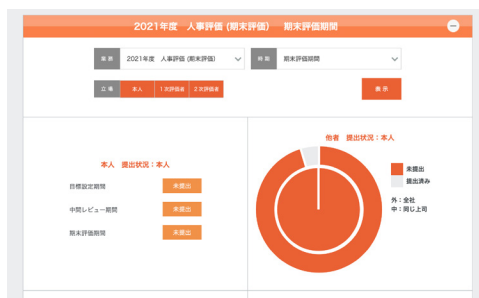 2021年度 人事評価 (期末評価) 期末評価期間
業務 2021年度 人事評価 (期末評価) 時期 期末評価期間
立場 本人 1次評価者 2次評価者 表示
他者 提出状況：本人
本人 提出状況：本人
未提出
提出済み
目標設定期間 未提出
外：全社
中：同じ上司
中間レビュー期間 未提出
期末評価期間 未提出